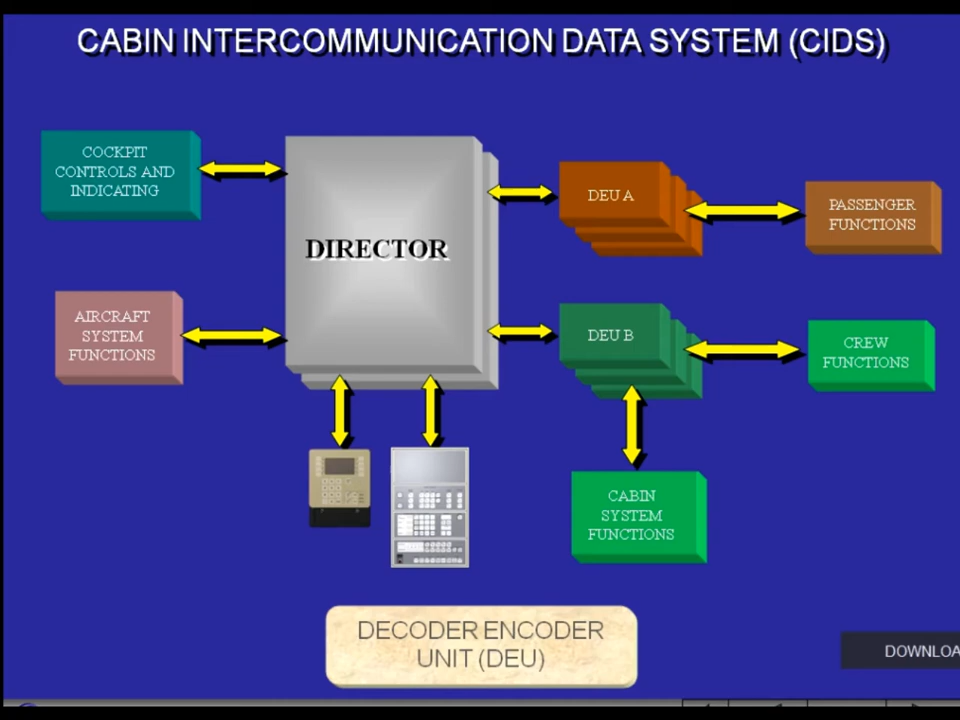 CABIN INTERCOMMUNICATION DATA SYSTEM (CIDS)
COCKPIT
CONTROLS AND
INDICATING
DIRECTOR
DEU A
PASSENGER
FUNCTIONS
AIRCRAFT
SYSTEM
FUNCTIONS
DEU B
CREW
FUNCTIONS
CABIN
SYSTEM
FUNCTIONS
DECODER ENCODER
UNIT (DEU)
DOWNLOA